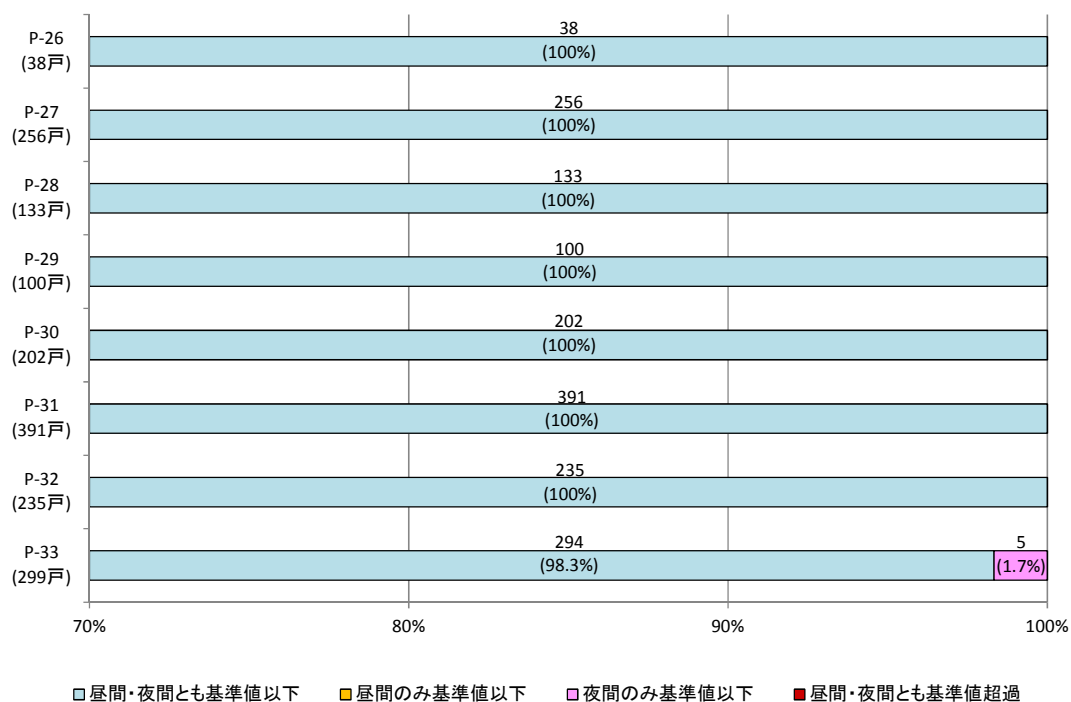 P-26
(38戸)
38
(100%)
P-27
(256戸)
256
(100%)
P-28
(133戸)
133
(100%)
P-29
(100戸)
100
(100%)
P-30
(202戸)
202
(100%)
P-31
(391戸)
391
(100%)
P-32
(235戸)
235
(100%)
P-33
(299戸)
294
(98.3%)
5
(1.7%)
70%
80%
90%
100%
昼間・夜間とも基準値以下
昼間のみ基準値以下
夜間のみ基準値以下
昼間・夜間とも基準値超過